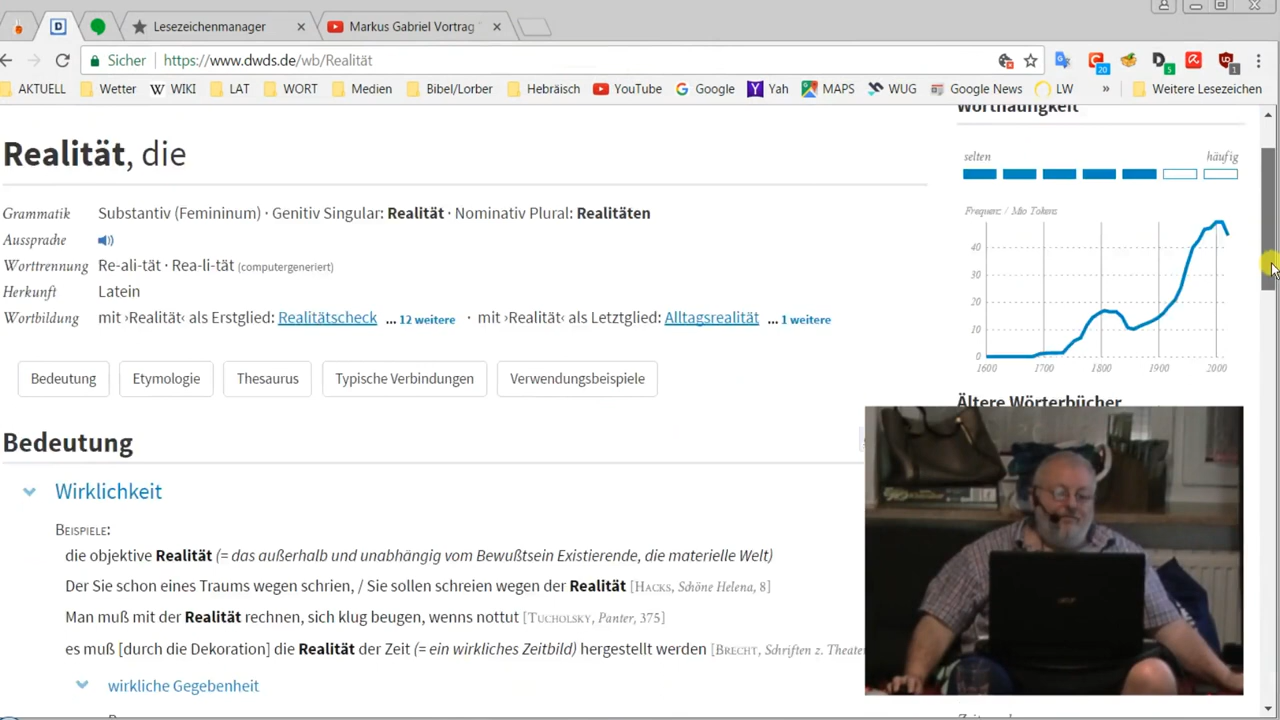 Lesezeichenmanager
Markus Gabriel Vortrag "
Sicher
https://www.dwds.de/wb/Realität
20
5
1
AKTUELL
Wetter
WIKI
LAT
WORT
Medien
Bibel/Lorber
Hebräisch
YouTube
Google
Yah
MAPS
WUG
Google News
LW
»
Weitere Lesezeichen
Realität, die
Grammatik Substantiv (Femininum) · Genitiv Singular: Realität · Nominativ Plural: Realitäten
Aussprache
Worttrennung Re-ali-tät · Rea-li-tät (computergeneriert)
Herkunft Latein
Wortbildung mit ›Realität‹ als Erstglied: Realitätscheck ... 12 weitere · mit ›Realität‹ als Letztglied: Alltagsrealität ... 1 weitere
Bedeutung
Etymologie
Thesaurus
Typische Verbindungen
Verwendungsbeispiele
Bedeutung
Wirklichkeit
BEISPIELE:
die objektive Realität (= das außerhalb und unabhängig vom Bewußtsein Existierende, die materielle Welt)
Der Sie schon eines Traums wegen schrien, / Sie sollen schreien wegen der Realität [HACKS, Schöne Helena, 8]
Man muß mit der Realität rechnen, sich klug beugen, wenns nottut [TUCHOLSKY, Panter, 375]
es muß [durch die Dekoration] die Realität der Zeit (= ein wirkliches Zeitbild) hergestellt werden [BRECHT, Schriften z. Theater
wirkliche Gegebenheit
Worthäufigkeit
selten häufig
Frequenz / Mio Tokens
40
30
20
10
0
1600 1700 1800 1900 2000
Ältere Wörterbücher
acer